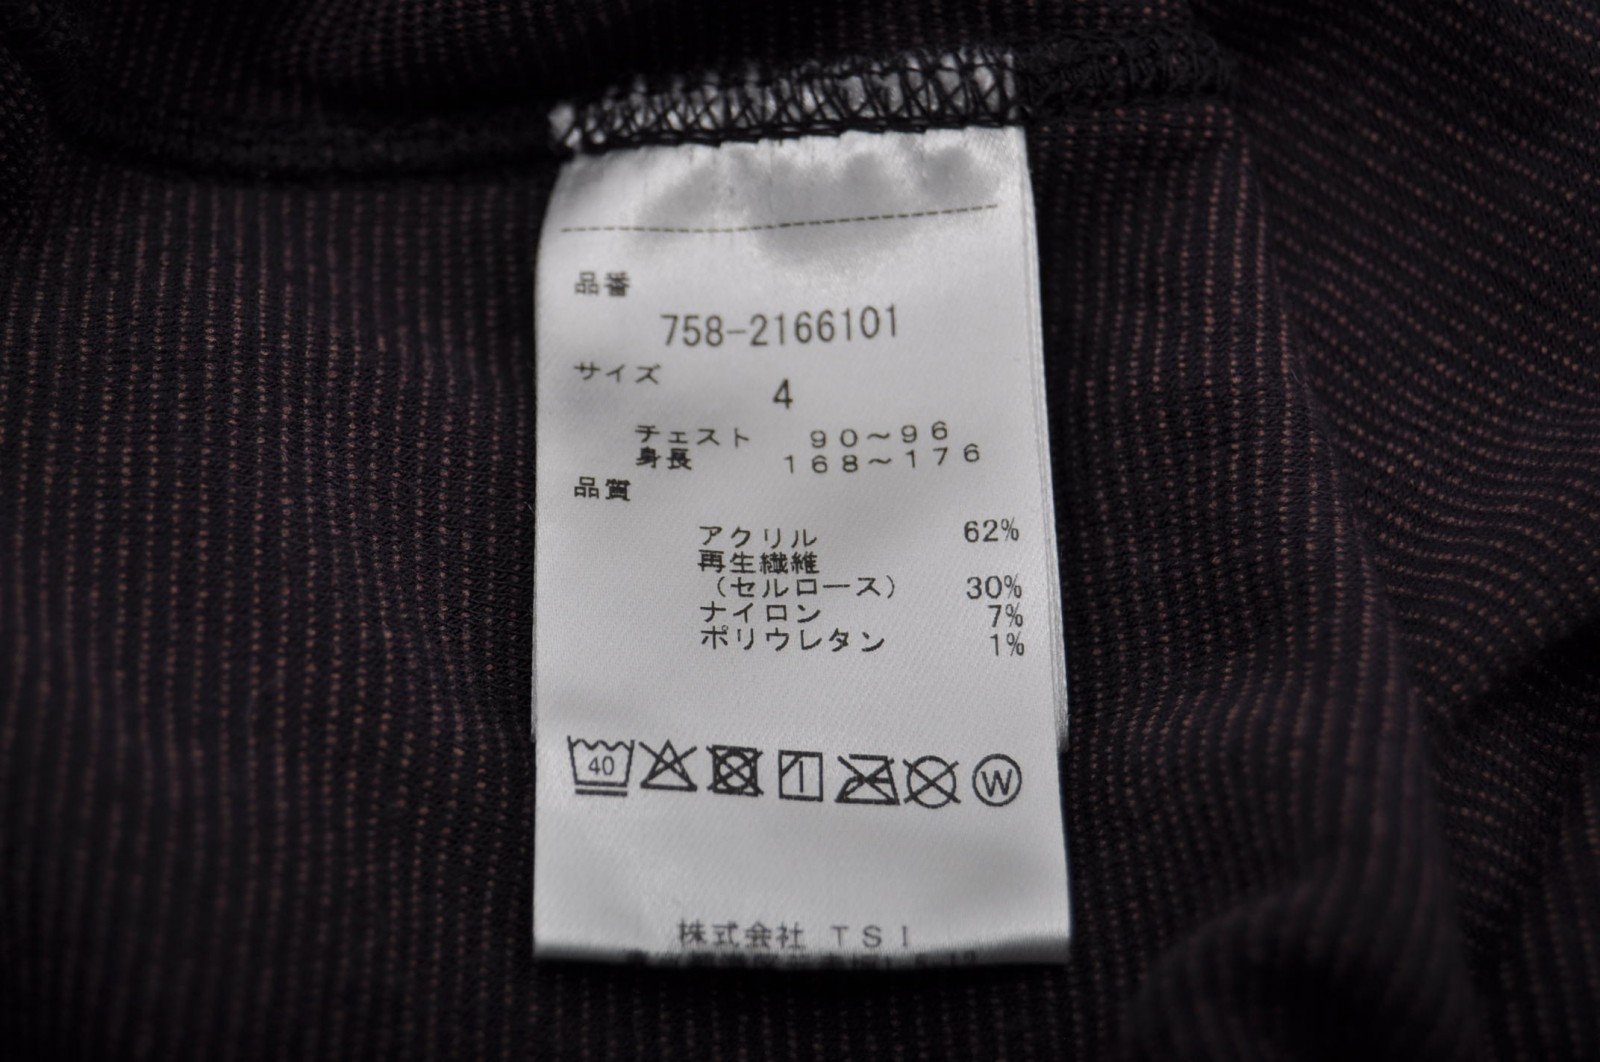 品番
758-2166101
サイズ
4
チェスト 90～96
身長 168～176
品質
アクリル 62%
再生繊維
（セルロース） 30%
ナイロン 7%
ポリウレタン 1%
40 W
株式会社 TSI